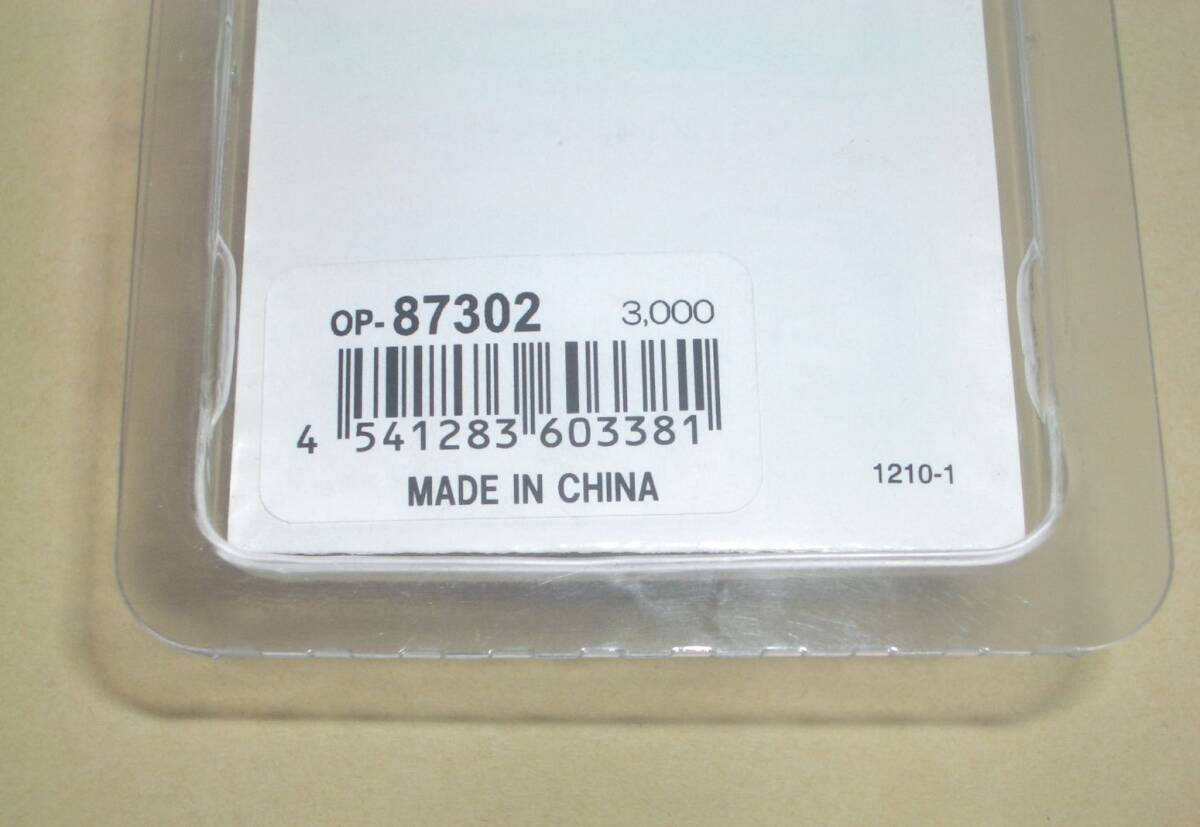 OP-87302 3,000
4 541283 603381
MADE IN CHINA
1210-1